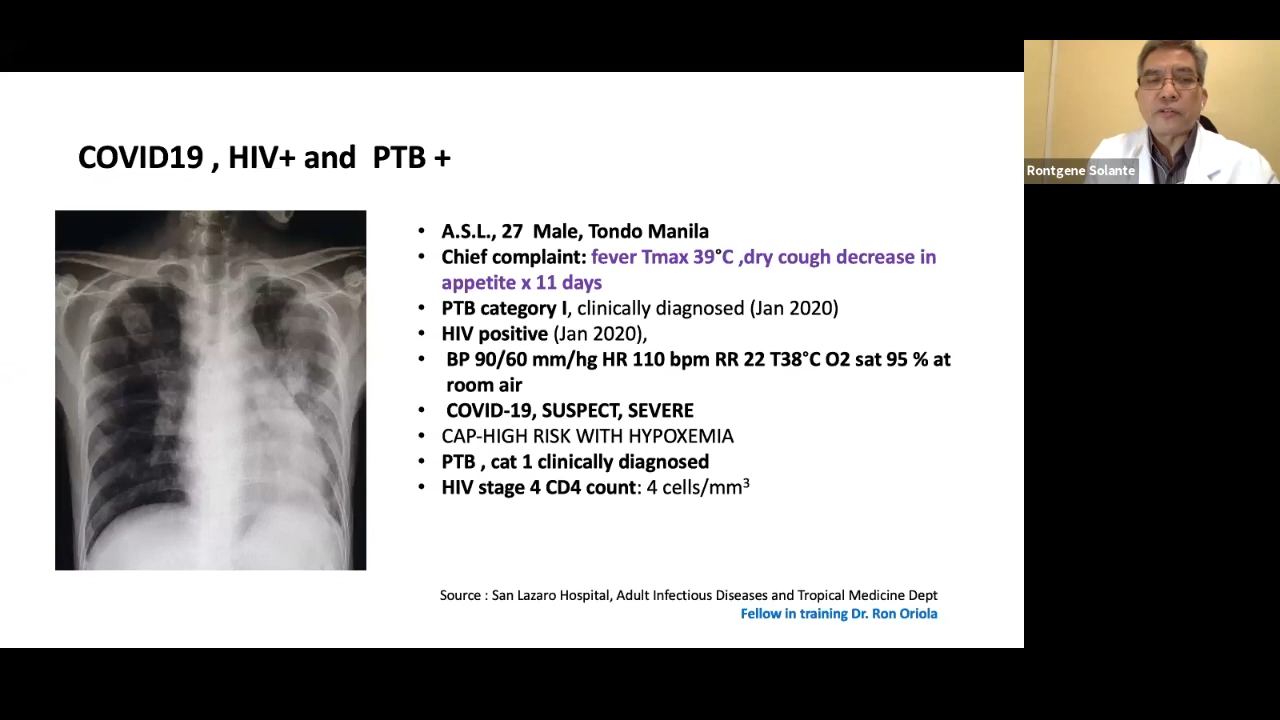 Rontgene Solante
COVID19 , HIV+ and PTB +
• A.S.L., 27 Male, Tondo Manila
• Chief complaint: fever Tmax 39°C ,dry cough decrease in
appetite x 11 days
• PTB category I, clinically diagnosed (Jan 2020)
• HIV positive (Jan 2020),
• BP 90/60 mm/hg HR 110 bpm RR 22 T38°C O2 sat 95 % at
room air
• COVID-19, SUSPECT, SEVERE
• CAP-HIGH RISK WITH HYPOXEMIA
• PTB , cat 1 clinically diagnosed
• HIV stage 4 CD4 count: 4 cells/mm³
Source : San Lazaro Hospital, Adult Infectious Diseases and Tropical Medicine Dept
Fellow in training Dr. Ron Oriola